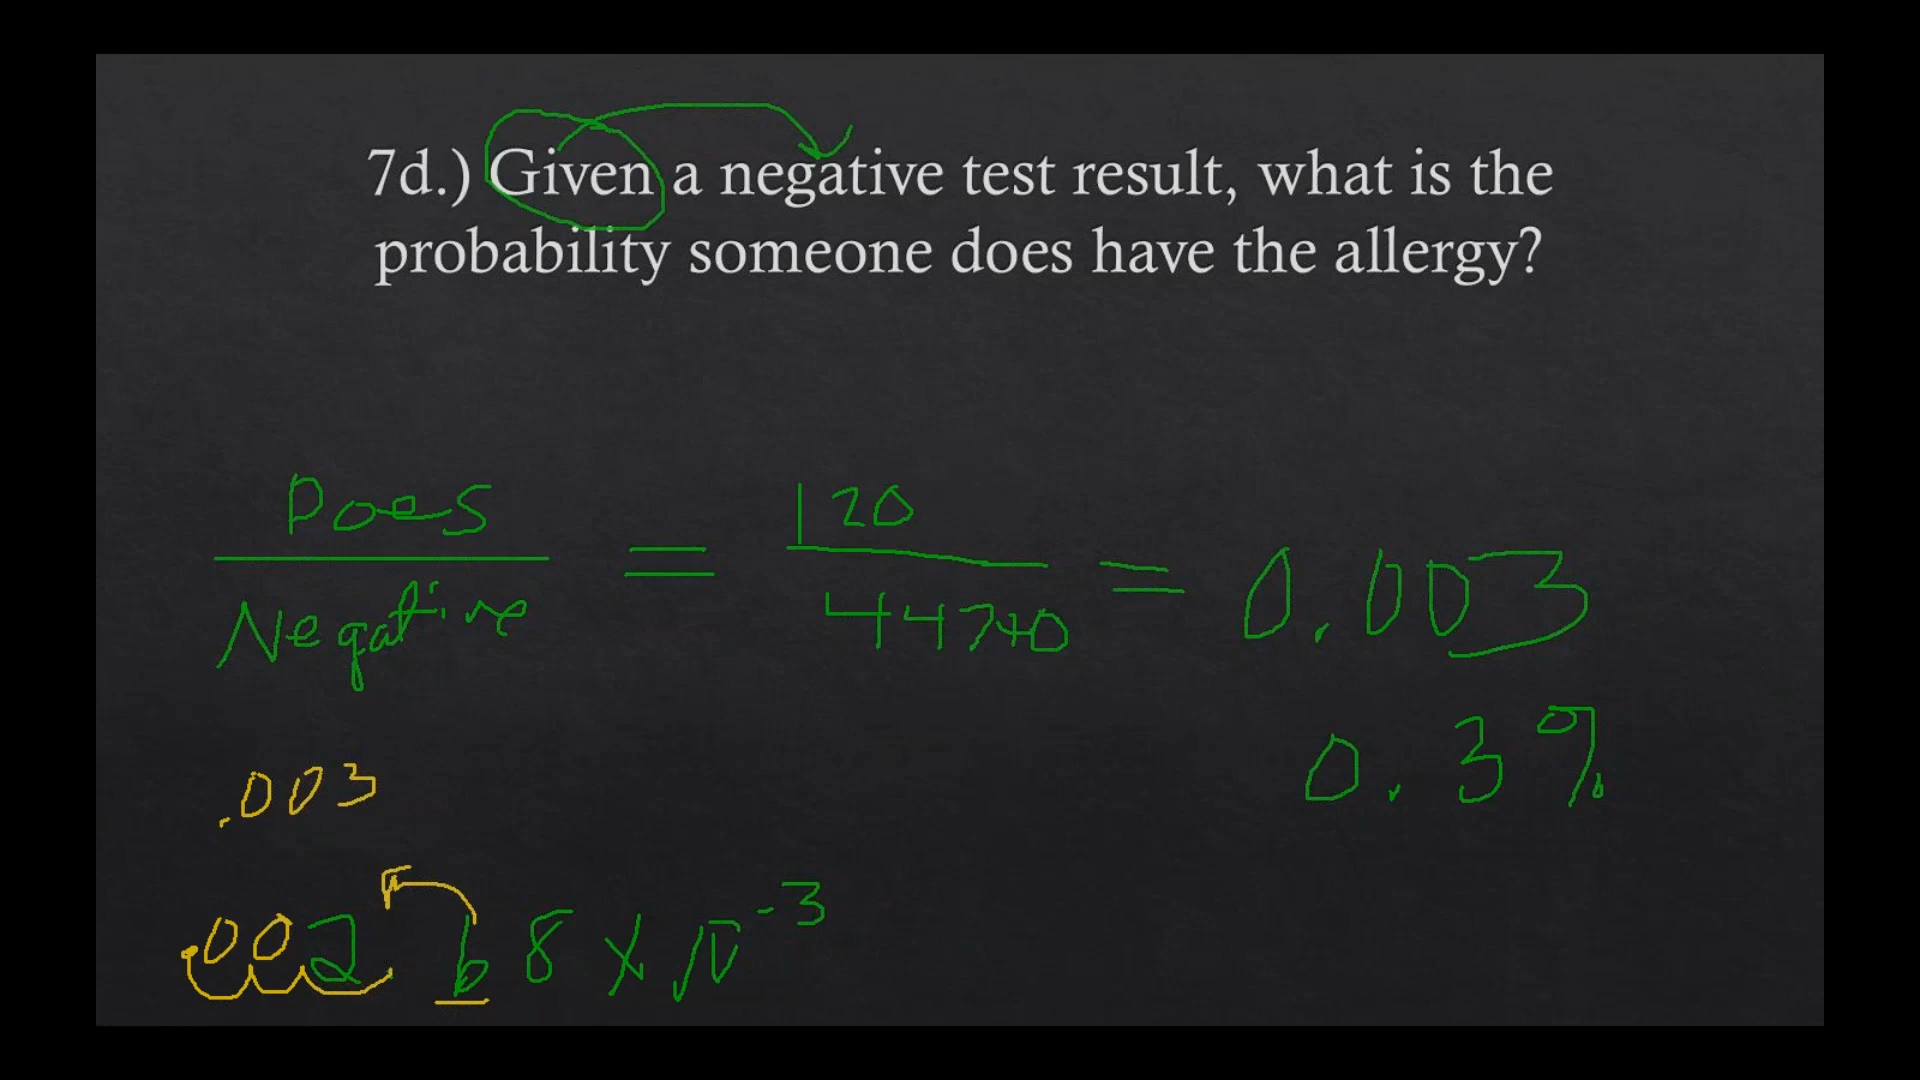 7d.) Given a negative test result, what is the
probability someone does have the allergy?
Does / Negative = 120 / 44740 = 0.003
0.3%
.003
.002 68 x 10^-3